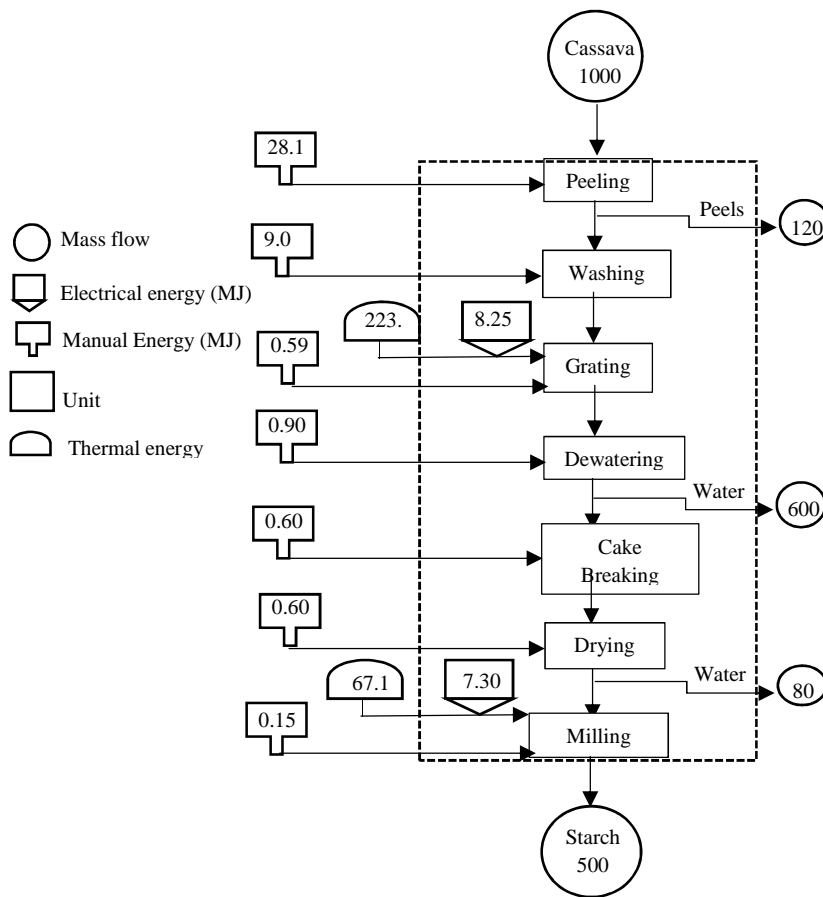 Cassava
1000
28.1
Peeling
Peels
120
Mass flow
9.0
Washing
Electrical energy (MJ)
223.
8.25
Manual Energy (MJ)
0.59
Grating
Unit
0.90
Thermal energy
Dewatering
Water
600
0.60
Cake
Breaking
0.60
Drying
Water
80
67.1
7.30
0.15
Milling
Starch
500